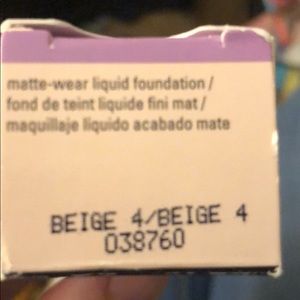 matte-wear liquid foundation /
fond de teint liquide fini mat /
maquillaje líquido acabado mate
BEIGE 4/BEIGE 4
038760